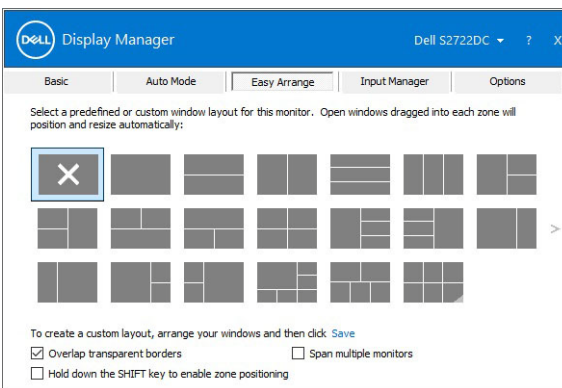 DELL Display Manager Dell S2722DC ? X
Basic Auto Mode Easy Arrange Input Manager Options
Select a predefined or custom window layout for this monitor. Open windows dragged into each zone will
position and resize automatically:
>
To create a custom layout, arrange your windows and then click Save
Overlap transparent borders Span multiple monitors
Hold down the SHIFT key to enable zone positioning